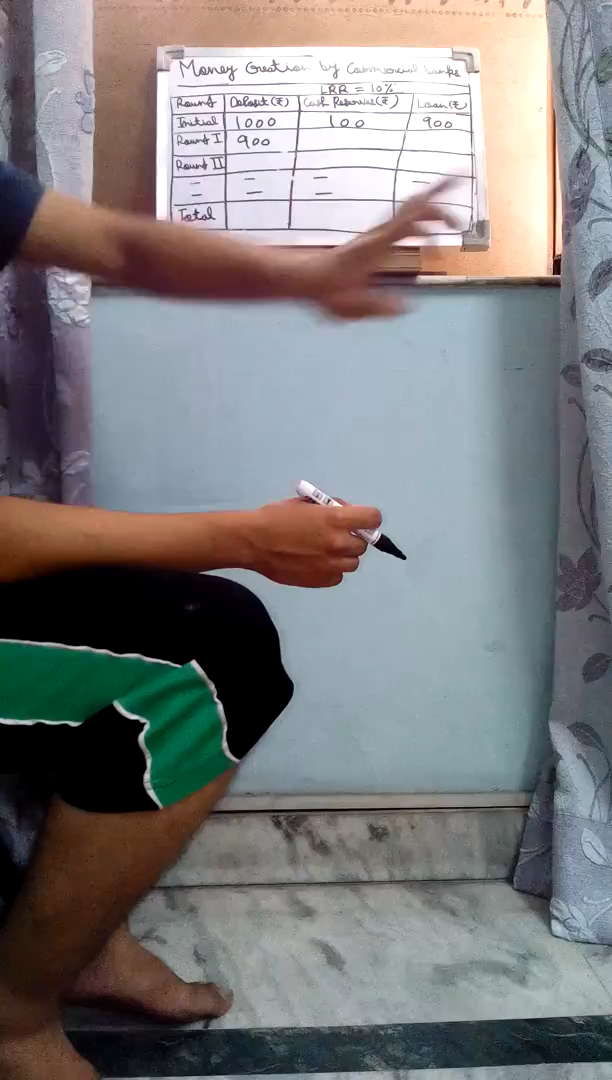 Money Creation by Commercial banks
LRR = 10%
Round Deposit (₹) Cash Reserves (₹) Loan (₹)
Initial 1000 100 900
Round I 900
Round II
= = = =
Total